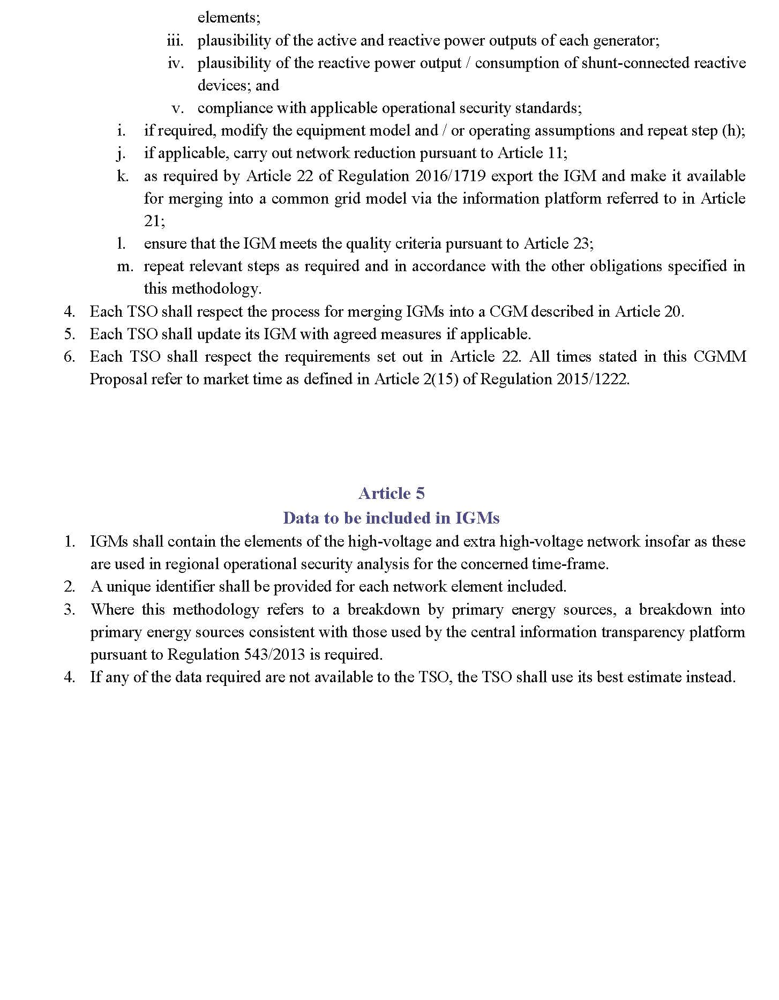 elements;
iii. plausibility of the active and reactive power outputs of each generator;
iv. plausibility of the reactive power output / consumption of shunt-connected reactive
devices; and
v. compliance with applicable operational security standards;
i. if required, modify the equipment model and / or operating assumptions and repeat step (h);
j. if applicable, carry out network reduction pursuant to Article 11;
k. as required by Article 22 of Regulation 2016/1719 export the IGM and make it available
for merging into a common grid model via the information platform referred to in Article
21;
l. ensure that the IGM meets the quality criteria pursuant to Article 23;
m. repeat relevant steps as required and in accordance with the other obligations specified in
this methodology.
4. Each TSO shall respect the process for merging IGMs into a CGM described in Article 20.
5. Each TSO shall update its IGM with agreed measures if applicable.
6. Each TSO shall respect the requirements set out in Article 22. All times stated in this CGMM
Proposal refer to market time as defined in Article 2(15) of Regulation 2015/1222.
Article 5
Data to be included in IGMs
1. IGMs shall contain the elements of the high-voltage and extra high-voltage network insofar as these
are used in regional operational security analysis for the concerned time-frame.
2. A unique identifier shall be provided for each network element included.
3. Where this methodology refers to a breakdown by primary energy sources, a breakdown into
primary energy sources consistent with those used by the central information transparency platform
pursuant to Regulation 543/2013 is required.
4. If any of the data required are not available to the TSO, the TSO shall use its best estimate instead.